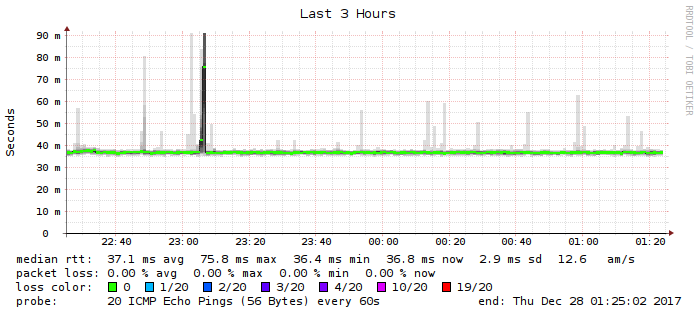 Last 3 Hours
RRDTOOL / TOBI OETIKER
Seconds
90 m
80 m
70 m
60 m
50 m
40 m
30 m
20 m
10 m
0
22:40 23:00 23:20 23:40 00:00 00:20 00:40 01:00 01:20
median rtt: 37.1 ms avg 75.8 ms max 36.4 ms min 36.8 ms now 2.9 ms sd 12.6 am/s
packet loss: 0.00 % avg 0.00 % max 0.00 % min 0.00 % now
loss color: 0 1/20 2/20 3/20 4/20 10/20 19/20
probe: 20 ICMP Echo Pings (56 Bytes) every 60s end: Thu Dec 28 01:25:02 2017